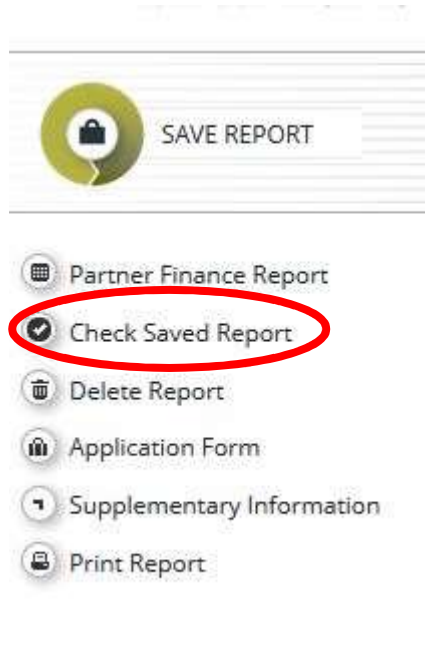 SAVE REPORT
Partner Finance Report
Check Saved Report
Delete Report
Application Form
Supplementary Information
Print Report